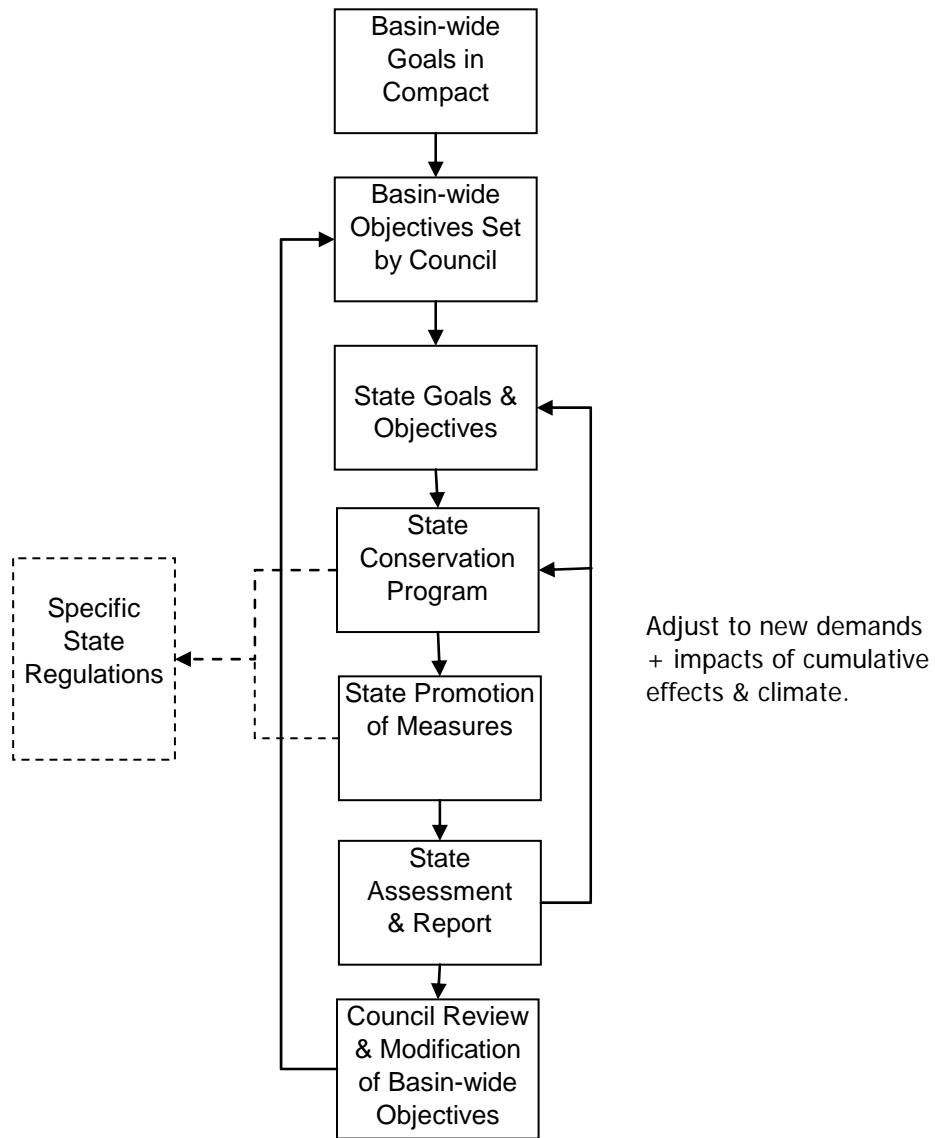 Basin-wide
Goals in
Compact
Basin-wide
Objectives Set
by Council
State Goals &
Objectives
State
Conservation
Program
Specific
State
Regulations
Adjust to new demands
+ impacts of cumulative
effects & climate.
State Promotion
of Measures
State
Assessment
& Report
Council Review
& Modification
of Basin-wide
Objectives